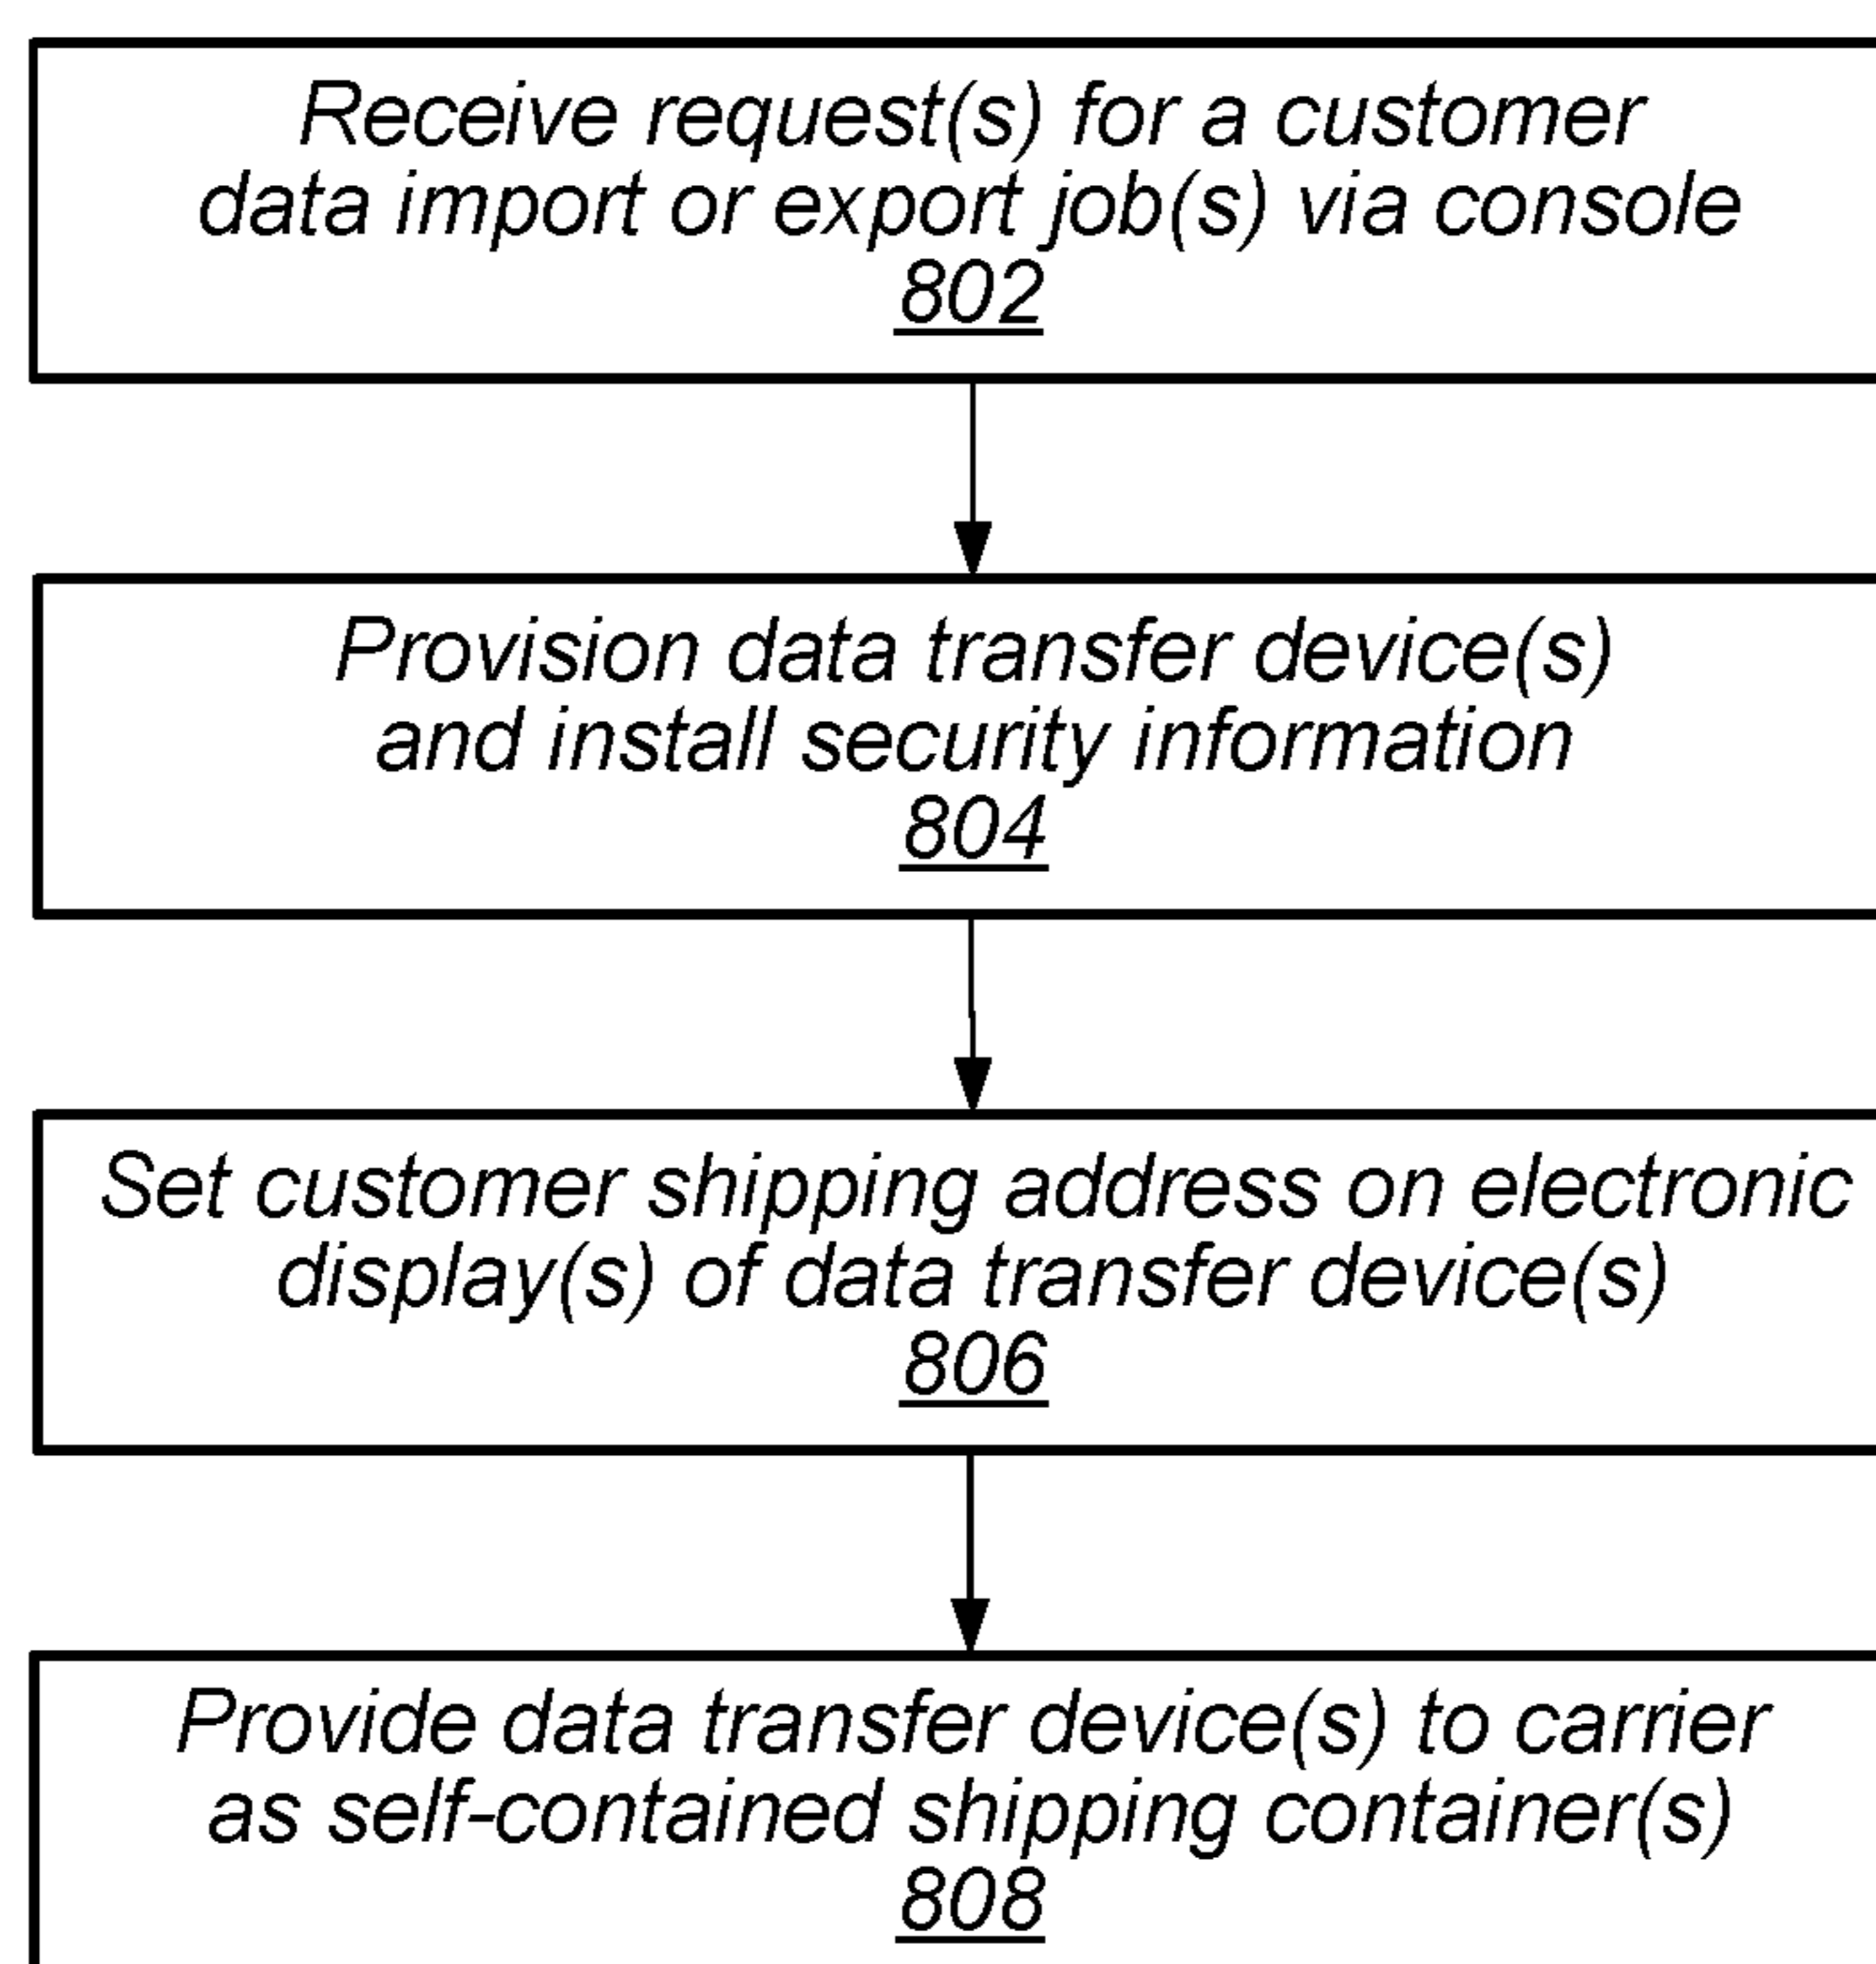 Receive request(s) for a customer
data import or export job(s) via console
802
Provision data transfer device(s)
and install security information
804
Set customer shipping address on electronic
display(s) of data transfer device(s)
806
Provide data transfer device(s) to carrier
as self-contained shipping container(s)
808